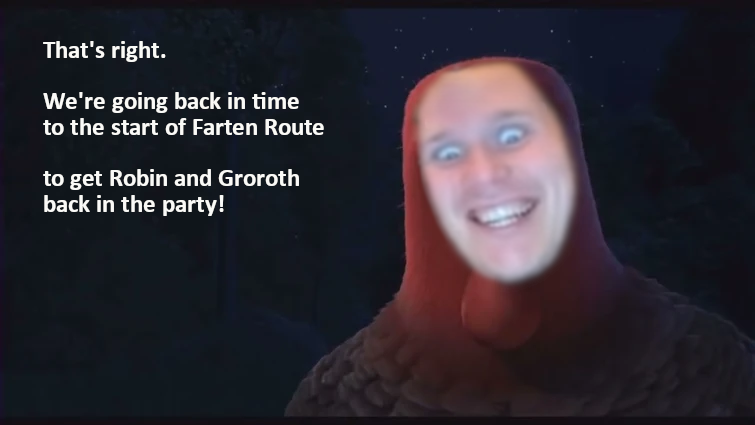 That's right.
We're going back in time
to the start of Farten Route
to get Robin and Groroth
back in the party!